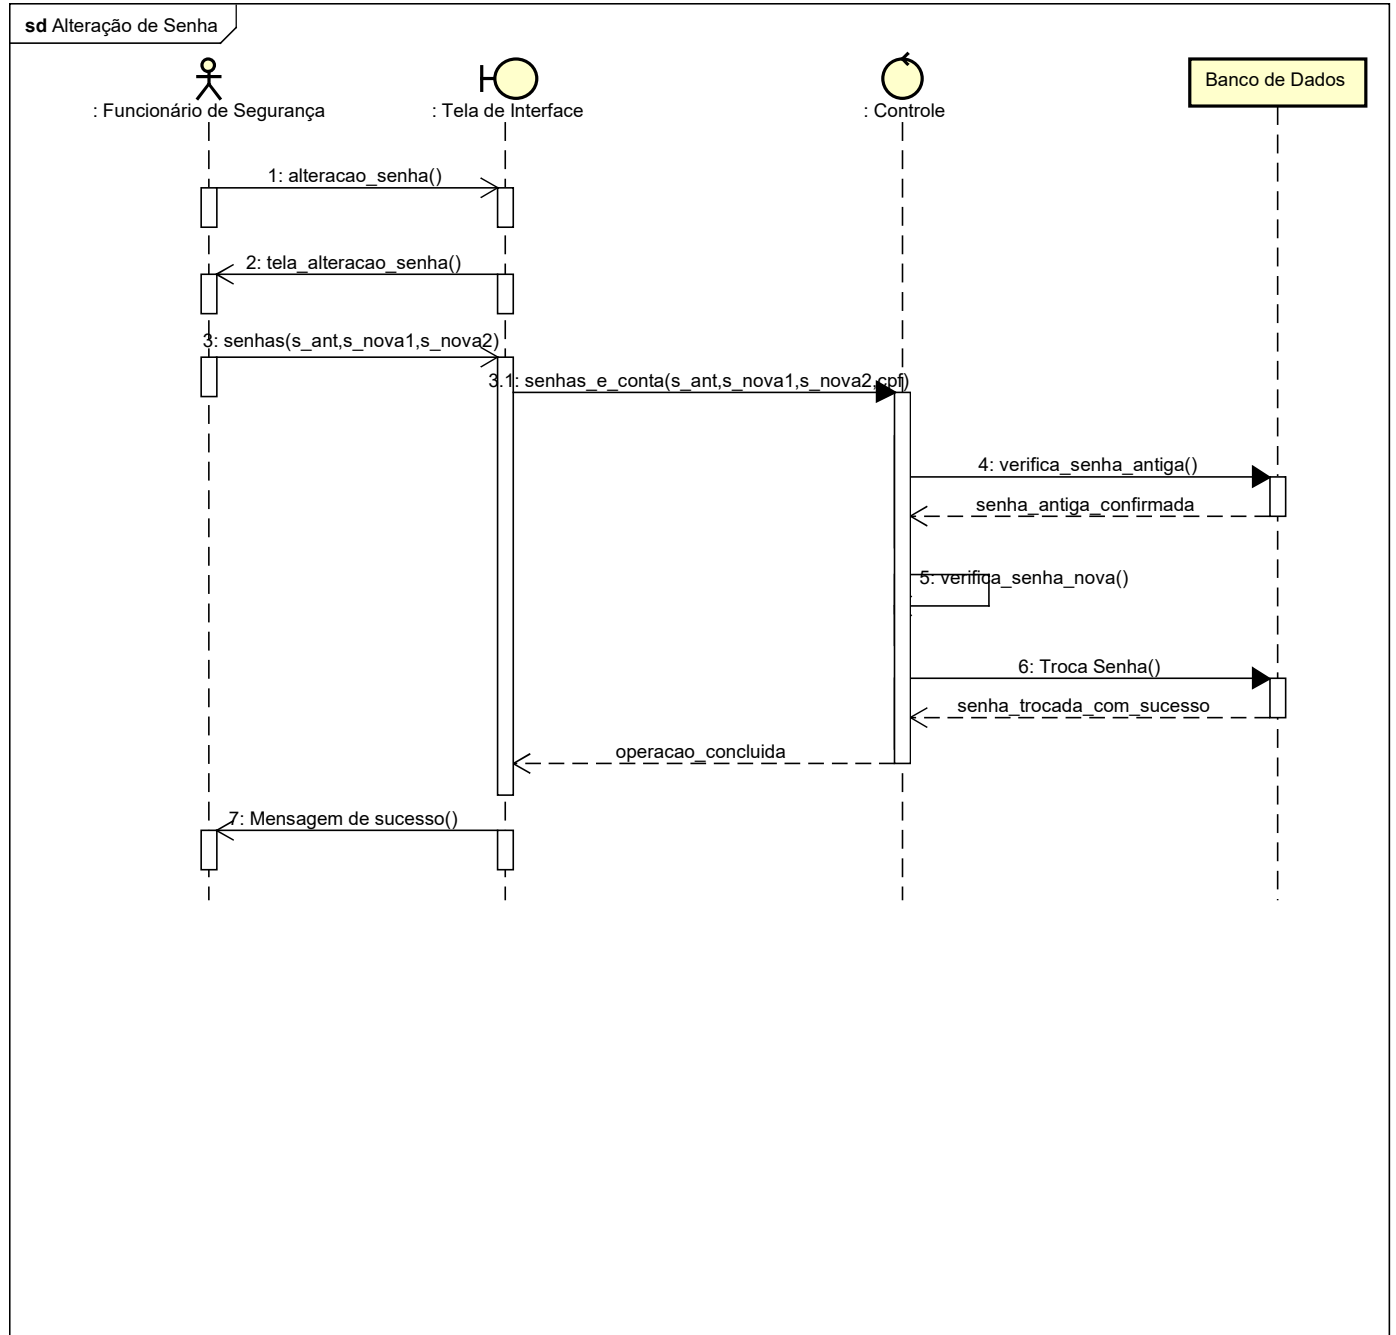 sd Alteração de Senha
: Funcionário de Segurança
: Tela de Interface
: Controle
Banco de Dados
1: alteracao_senha()
2: tela_alteracao_senha()
3: senhas(s_ant,s_nova1,s_nova2)
3.1: senhas_e_conta(s_ant,s_nova1,s_nova2,cpf)
4: verifica_senha_antiga()
senha_antiga_confirmada
5: verifica_senha_nova()
6: Troca Senha()
senha_trocada_com_sucesso
operacao_concluida
7: Mensagem de sucesso()